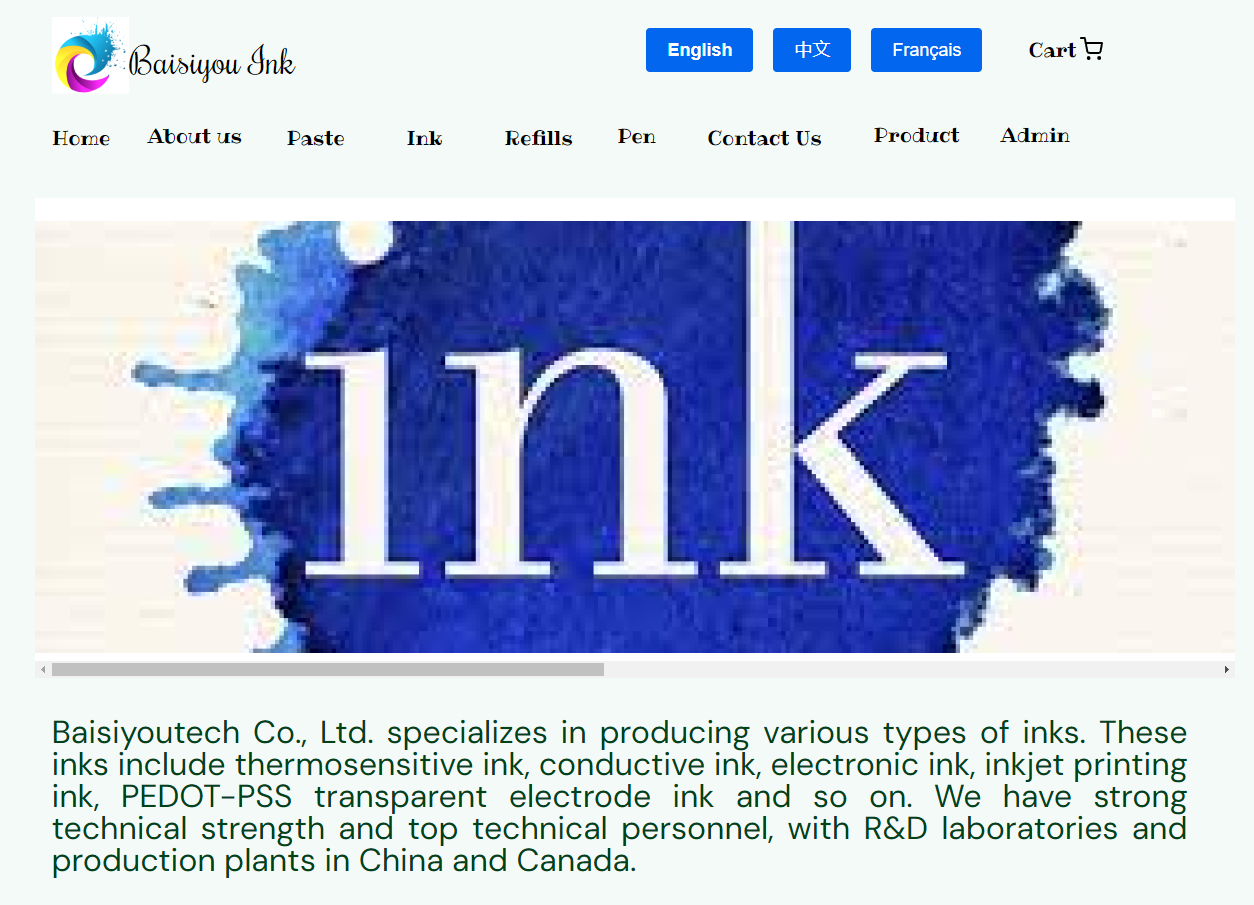 Baisiyou Ink
English 中文 Français Cart
Home About us Paste Ink Refills Pen Contact Us Product Admin
ink
Baisiyoutech Co., Ltd. specializes in producing various types of inks. These
inks include thermosensitive ink, conductive ink, electronic ink, inkjet printing
ink, PEDOT-PSS transparent electrode ink and so on. We have strong
technical strength and top technical personnel, with R&D laboratories and
production plants in China and Canada.